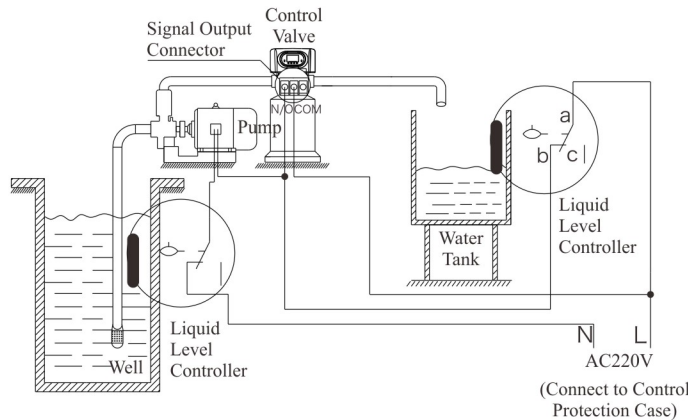 Signal Output
Connector
Control
Valve
N/OCOM
Pump
a
b
c
Liquid
Level
Controller
Water
Tank
Liquid
Level
Controller
Well
N
L
AC220V
(Connect to Control
Protection Case)